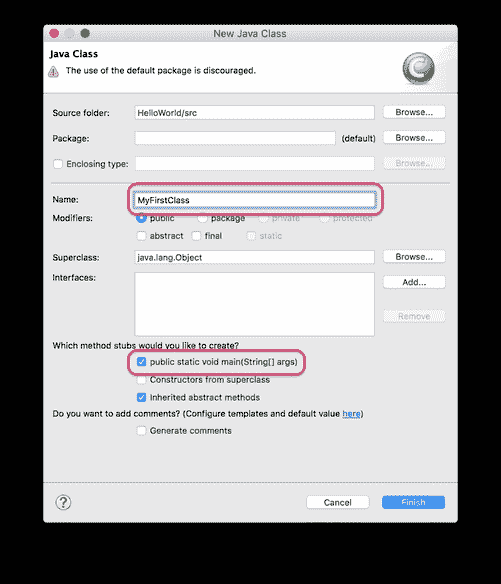 New Java Class
Java Class
The use of the default package is discouraged.
Source folder: HelloWorld/src Browse...
Package: (default) Browse...
Enclosing type: Browse...
Name: MyFirstClass
Modifiers: public package private protected
abstract final static
Superclass: java.lang.Object Browse...
Interfaces: Add...
Remove
Which method stubs would you like to create?
public static void main(String[] args)
Constructors from superclass
Inherited abstract methods
Do you want to add comments? (Configure templates and default value here)
Generate comments
? Cancel Finish